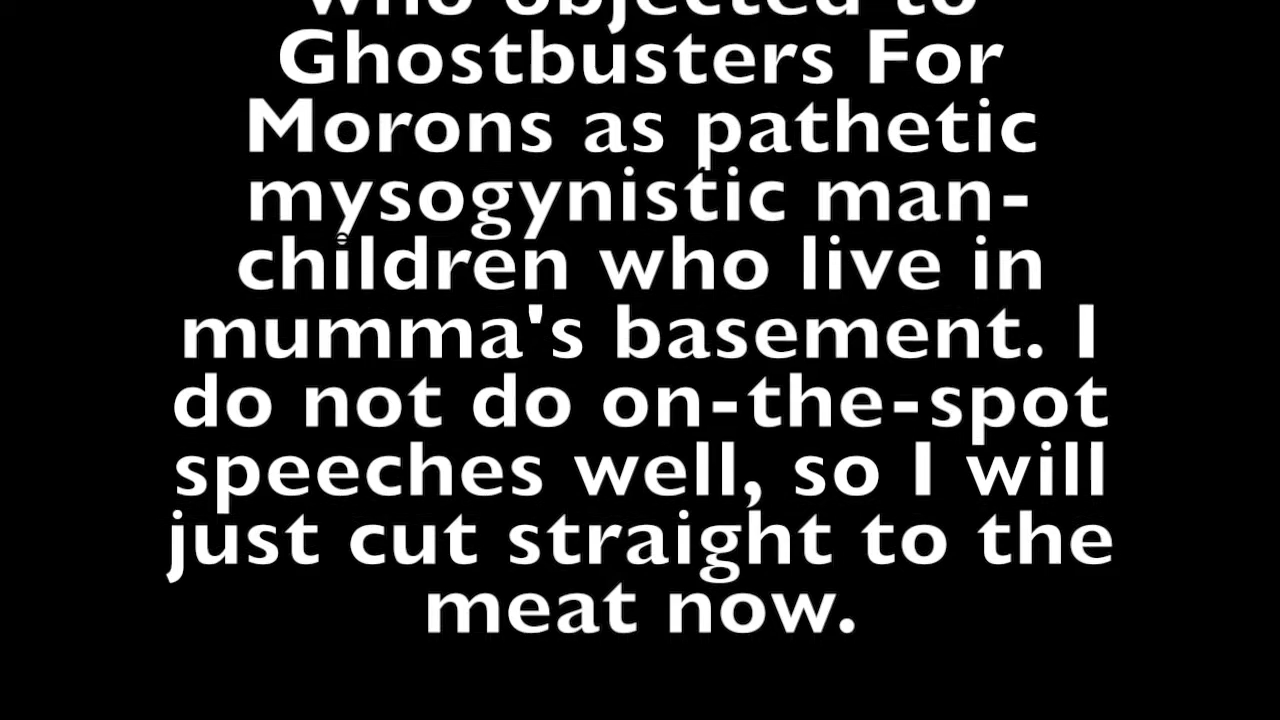 who objected to
Ghostbusters For
Morons as pathetic
mysogynistic man-
children who live in
mumma's basement. I
do not do on-the-spot
speeches well, so I will
just cut straight to the
meat now.